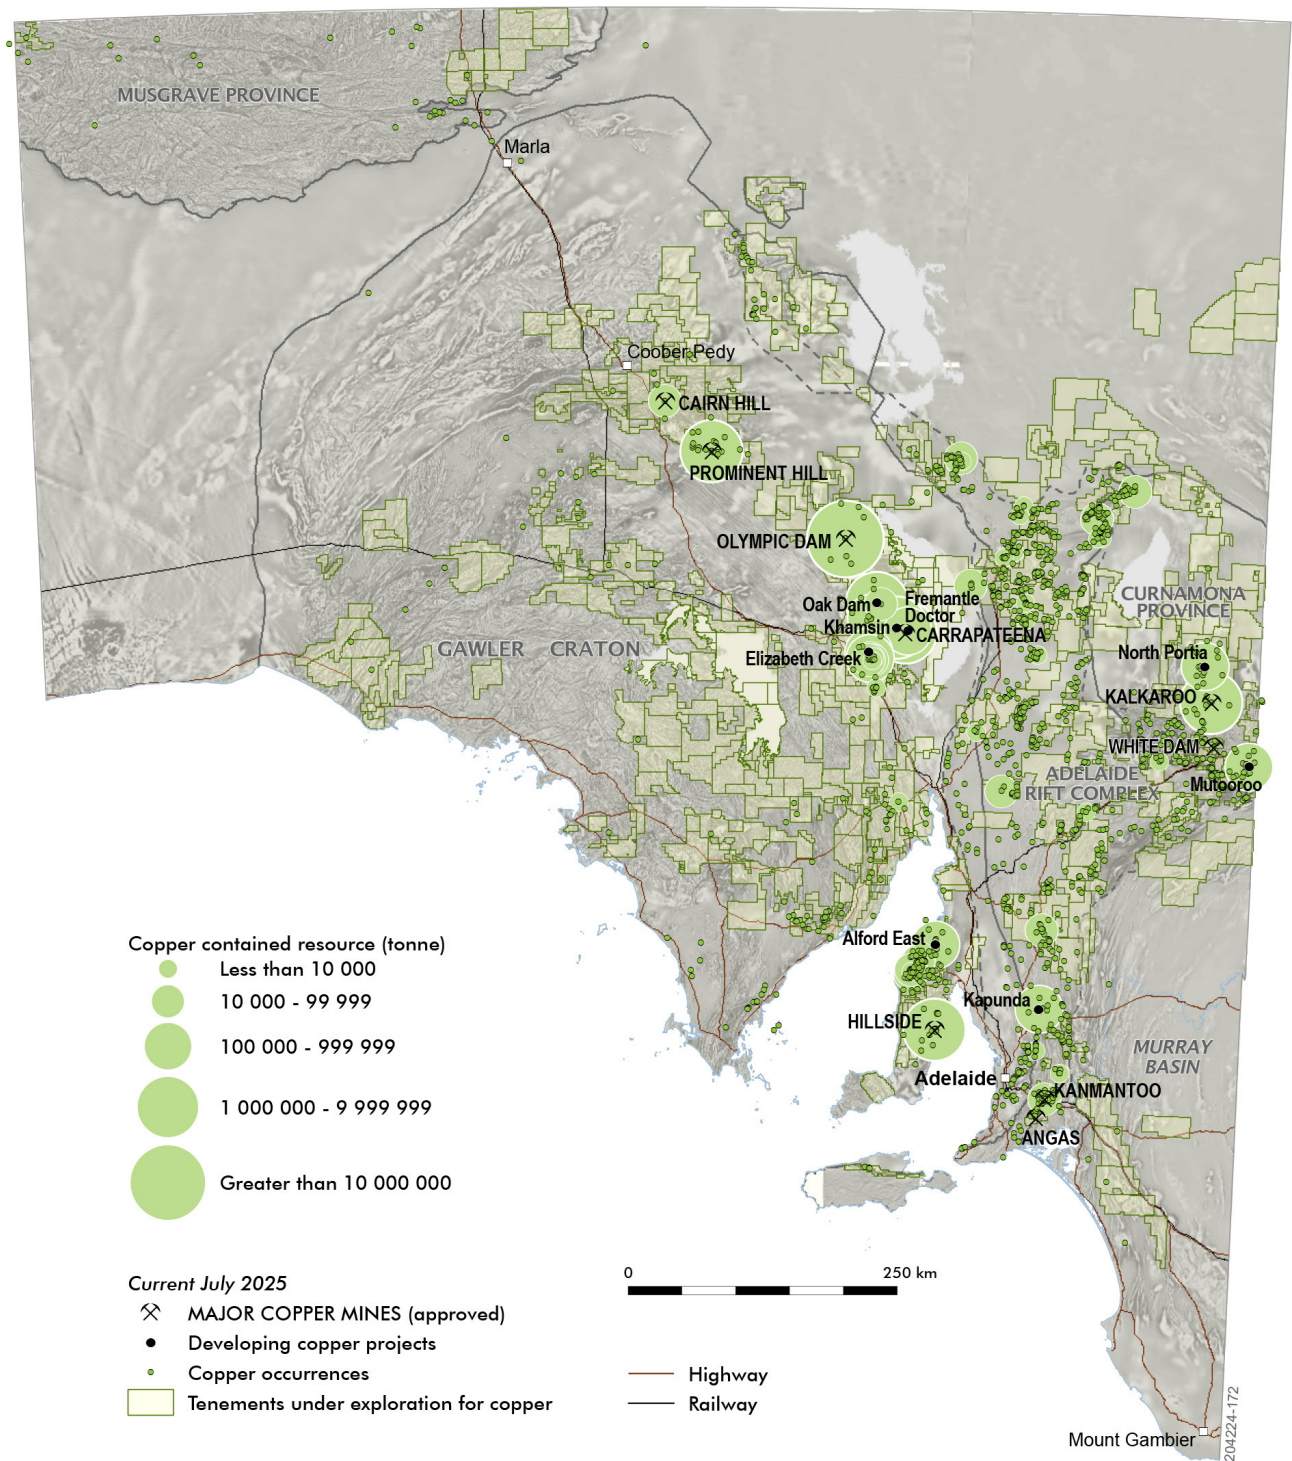 MUSGRAVE PROVINCE
Marla
Coober Pedy
CAIRN HILL
PROMINENT HILL
OLYMPIC DAM
Oak Dam
Fremantle
Doctor
Khamsin
CARRAPATEENA
Elizabeth Creek
GAWLER CRATON
CURNAMONA
PROVINCE
North Portia
KALKAROO
WHITE DAM
Mutooroo
ADELAIDE
RIFT COMPLEX
Alford East
Kapunda
HILLSIDE
MURRAY
BASIN
Adelaide
KANMANTOO
ANGAS
Mount Gambier
Copper contained resource (tonne)
Less than 10 000
10 000 - 99 999
100 000 - 999 999
1 000 000 - 9 999 999
Greater than 10 000 000
Current July 2025
MAJOR COPPER MINES (approved)
Developing copper projects
Copper occurrences
Tenements under exploration for copper
0 250 km
Highway
Railway
204224-172